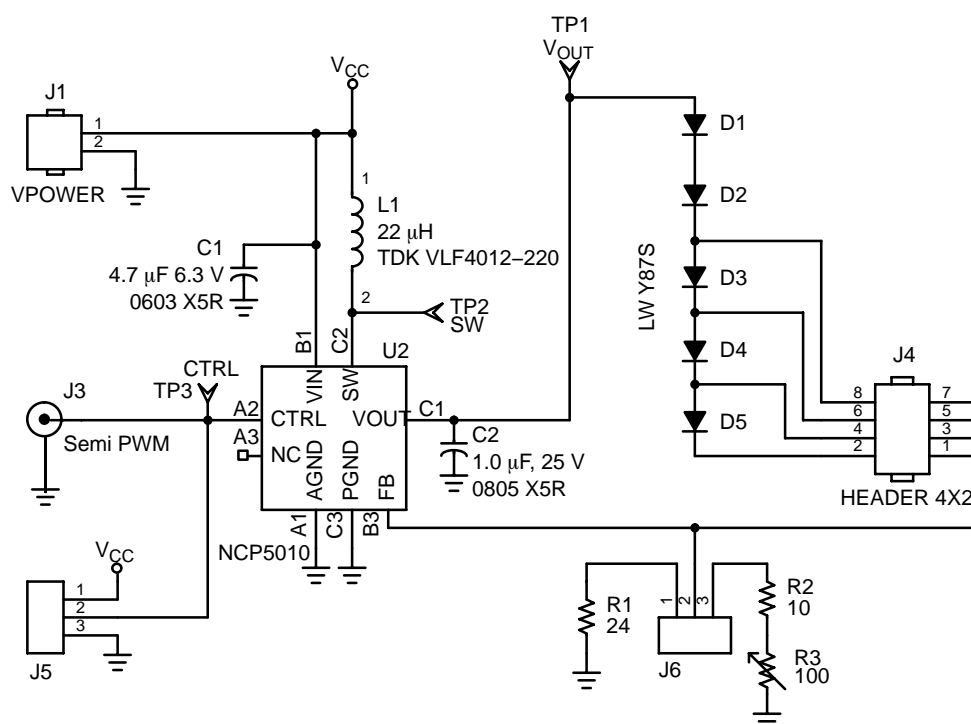 TP1
VOUT
VCC
J1
1
2
VPOWER
D1
1
L1
22 μH
TDK VLF4012–220
D2
C1
4.7 μF 6.3 V
0603 X5R
D3
LW Y87S
2
TP2
SW
B1
C2
U2
D4
J4
CTRL
TP3
J3
Semi PWM
VIN
SW
A2
CTRL
VOUT
C1
A3
NC
AGND
PGND
FB
C2
1.0 μF, 25 V
0805 X5R
D5
8
6
4
2
7
5
3
1
HEADER 4X2
A1
C3
B3
NCP5010
VCC
1
2
3
J5
R1
24
1
2
3
J6
R2
10
R3
100